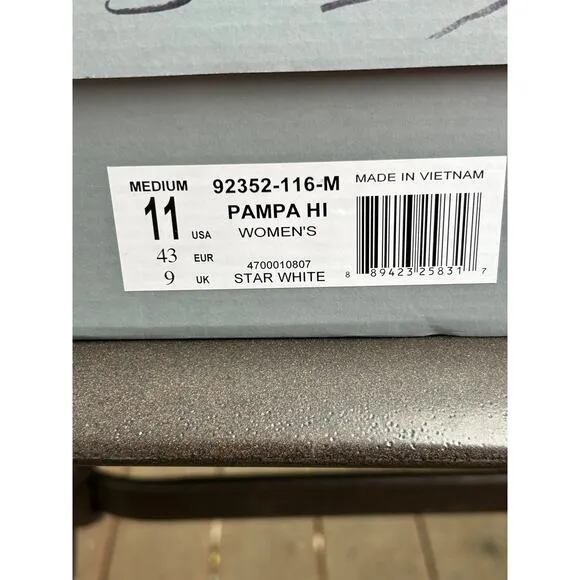 MEDIUM 92352-116-M MADE IN VIETNAM
11 USA PAMPA HI
WOMEN'S
43 EUR 4700010807
9 UK STAR WHITE 8 89423 25831 7